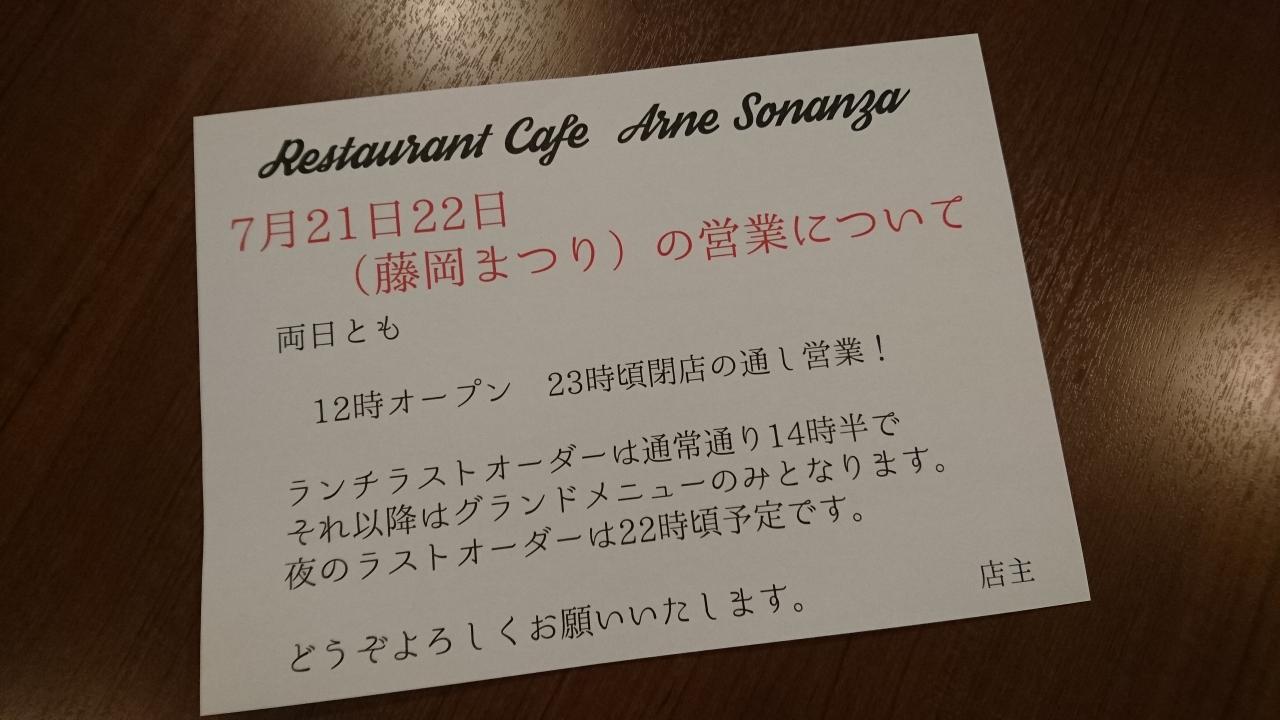 Restaurant Cafe Arne Sonanza
7月21日22日
（藤岡まつり）の営業について
両日とも
12時オープン　23時頃閉店の通し営業！
ランチラストオーダーは通常通り14時半で
それ以降はグランドメニューのみとなります。
夜のラストオーダーは22時頃予定です。
店主
どうぞよろしくお願いいたします。